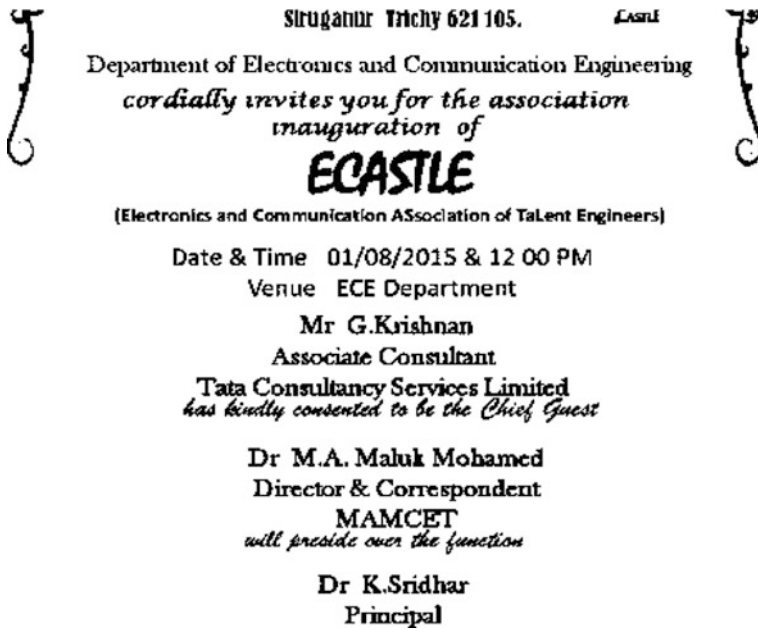 Siruganur Trichy 621 105.
ECASTLE
Department of Electronics and Communication Engineering
cordially invites you for the association
inauguration of
ECASTLE
(Electronics and Communication ASsociation of TaLent Engineers)
Date & Time 01/08/2015 & 12 00 PM
Venue ECE Department
Mr G.Krishnan
Associate Consultant
Tata Consultancy Services Limited
has kindly consented to be the Chief Guest
Dr M.A. Maluk Mohamed
Director & Correspondent
MAMCET
will preside over the function
Dr K.Sridhar
Principal